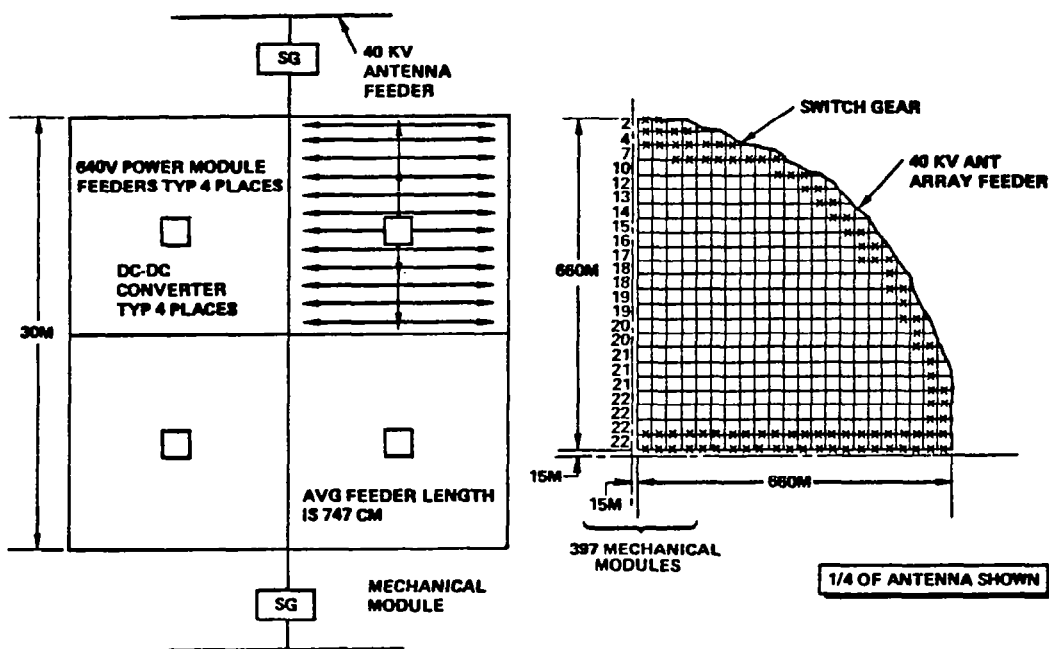 SG
40 KV
ANTENNA
FEEDER
640V POWER MODULE
FEEDERS TYP 4 PLACES
DC-DC
CONVERTER
TYP 4 PLACES
30M
AVG FEEDER LENGTH
IS 747 CM
SG
MECHANICAL
MODULE
SWITCH GEAR
40 KV ANT
ARRAY FEEDER
2
4
7
10
12
13
14
15
16
17
18
18
19
19
20
20
21
21
21
22
22
22
22
660M
15M
15M
660M
397 MECHANICAL
MODULES
1/4 OF ANTENNA SHOWN